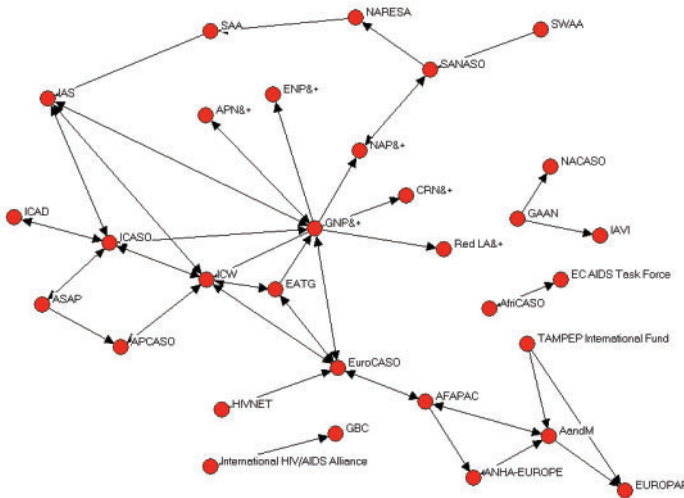 NARESA
SWAA
SAA
SANASO
IAS
ENP&+
APN&+
NAP&+
NACASO
CRN&+
ICAD
GAAN
GNP&+
IAVI
ICASO
Red LA&+
ICW
EC AIDS Task Force
EATG
ASAP
AfriCASO
APCASO
TAMPEP International Fund
EuroCASO
AFAPAC
HIVNET
GBC
AandM
International HIV/AIDS Alliance
ANHA-EUROPE
EUROPAP